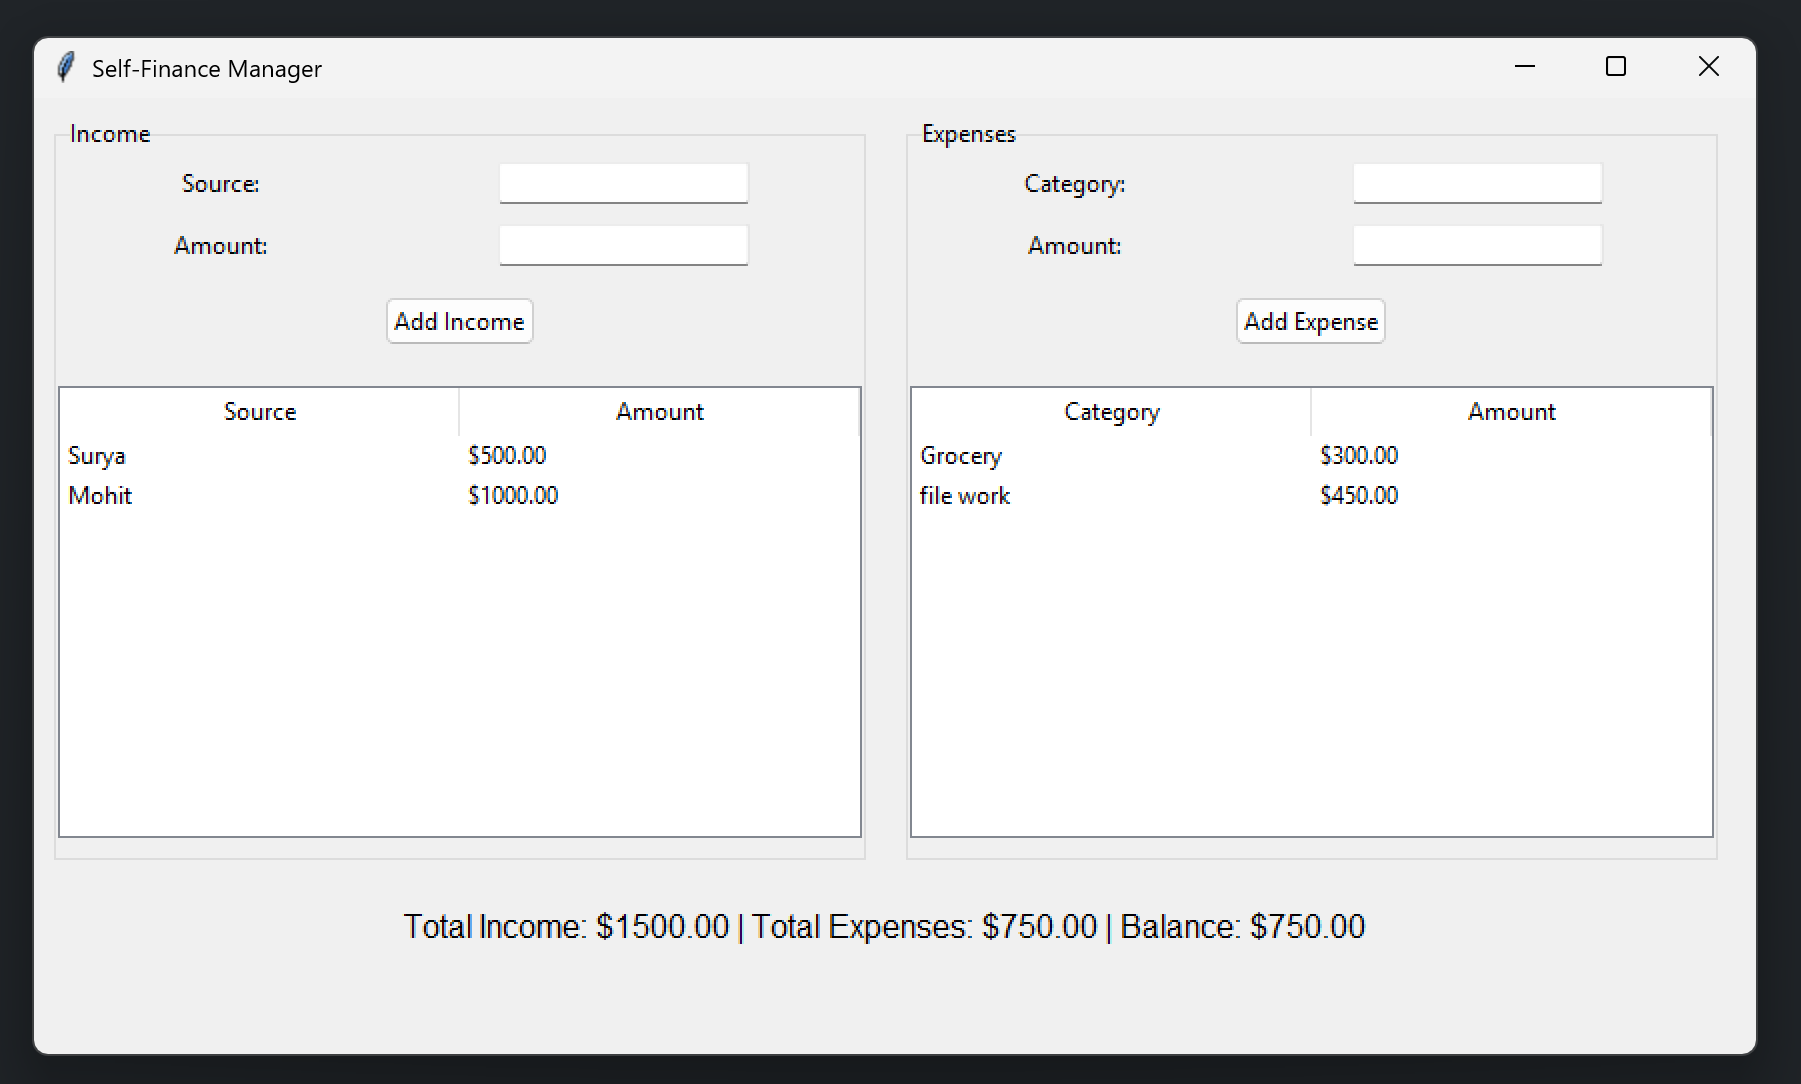 Self-Finance Manager
Income
Source:
Amount:
Add Income
Source Amount
Surya $500.00
Mohit $1000.00
Expenses
Category:
Amount:
Add Expense
Category Amount
Grocery $300.00
file work $450.00
Total Income: $1500.00 | Total Expenses: $750.00 | Balance: $750.00